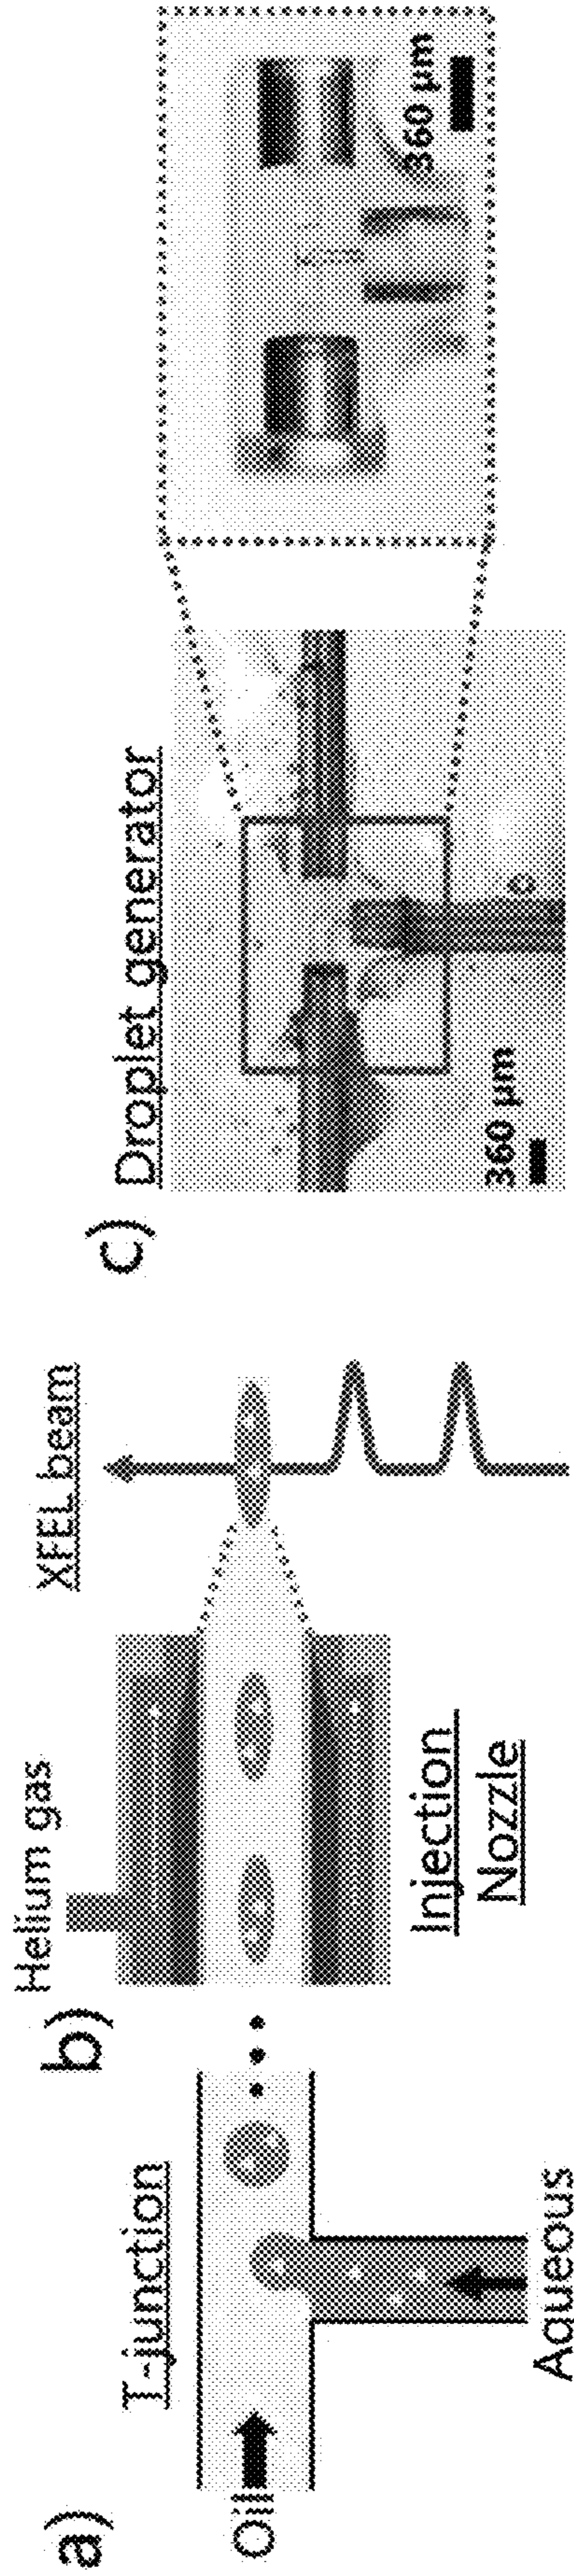 a)
T-junction
Oil
Aqueous
b)
Helium gas
XFEL beam
Injection
Nozzle
c) Droplet generator
360 µm
360 µm